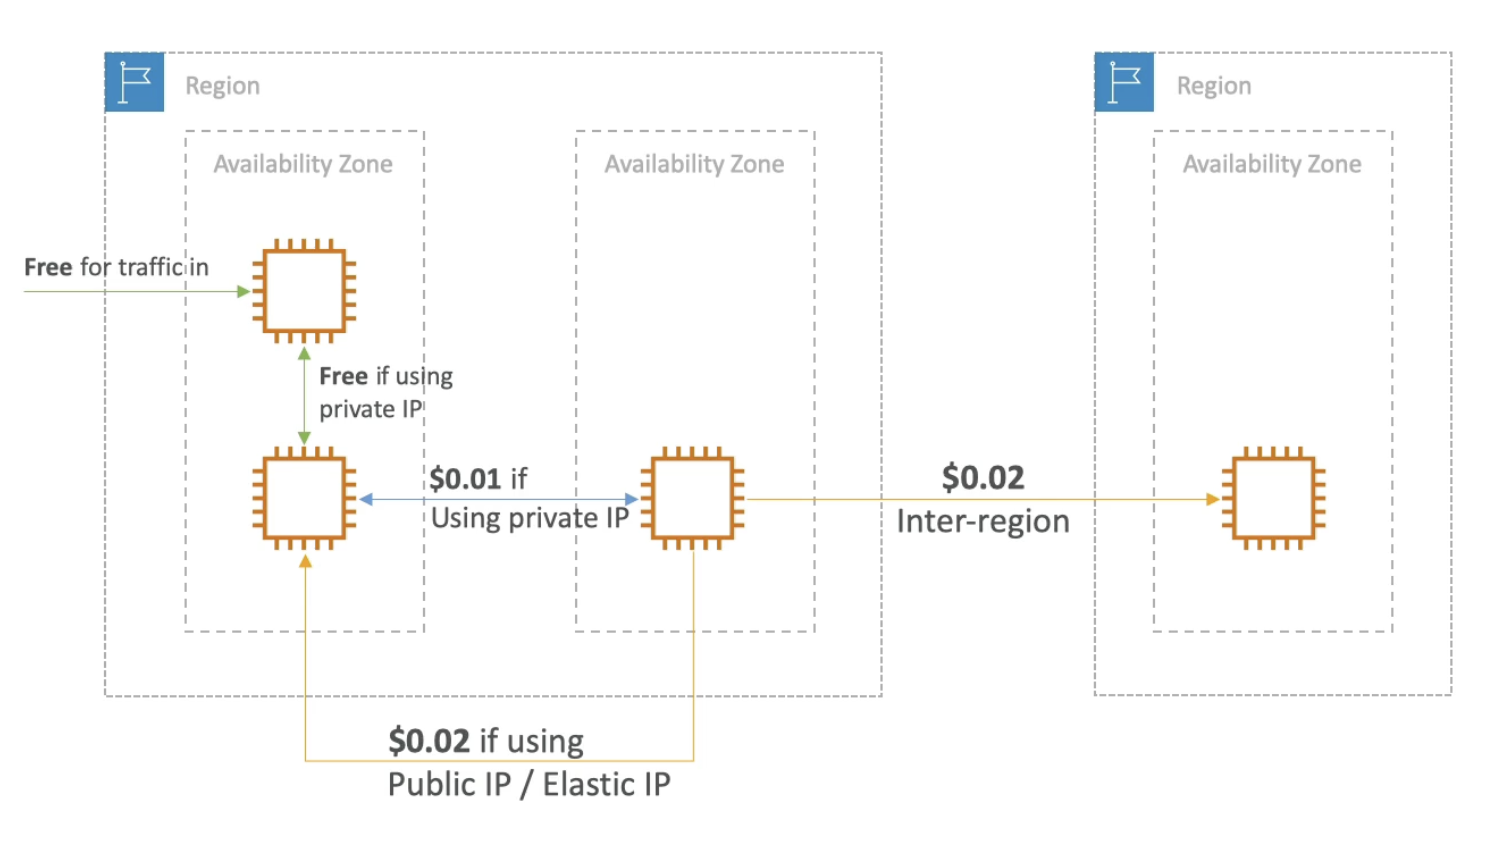 Region
Region
Availability Zone
Availability Zone
Availability Zone
Free for traffic in
Free if using
private IP
$0.01 if
Using private IP
$0.02
Inter-region
$0.02 if using
Public IP / Elastic IP